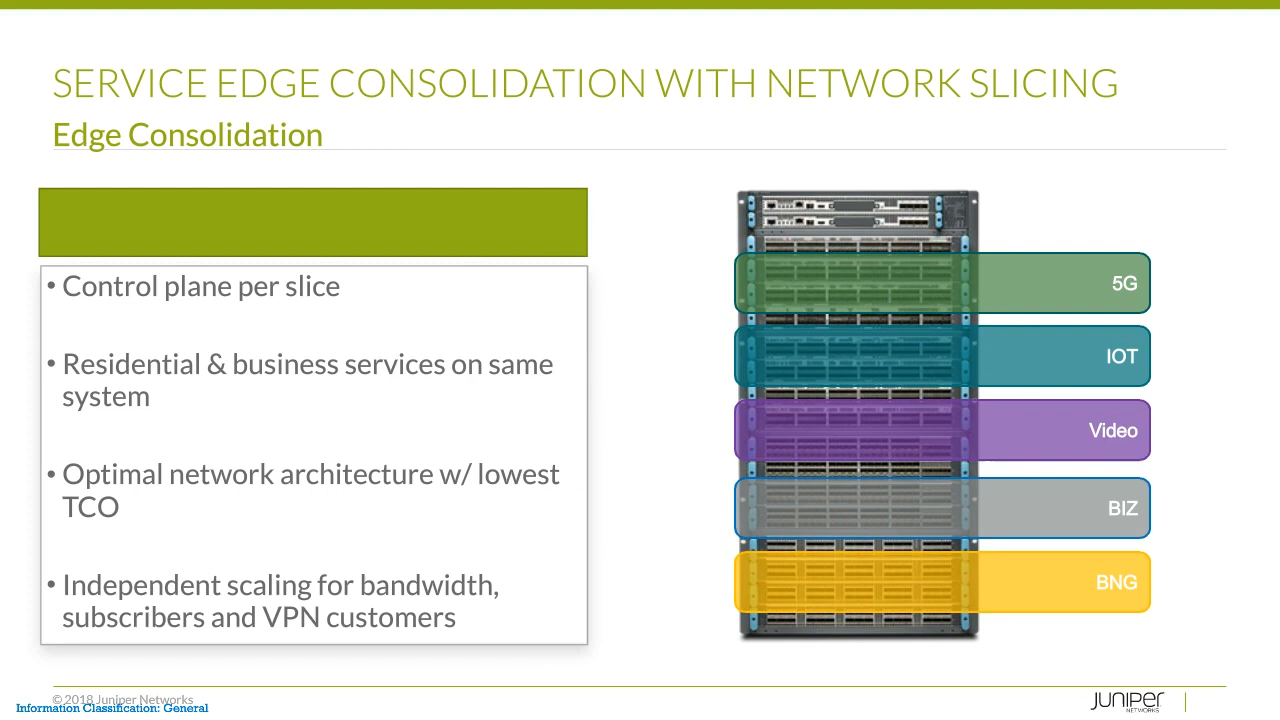 SERVICE EDGE CONSOLIDATION WITH NETWORK SLICING
Edge Consolidation
• Control plane per slice
• Residential & business services on same
system
• Optimal network architecture w/ lowest
TCO
• Independent scaling for bandwidth,
subscribers and VPN customers
5G
IOT
Video
BIZ
BNG
© 2018 Juniper Networks
Information Classification: General
JUNIPER
NETWORKS